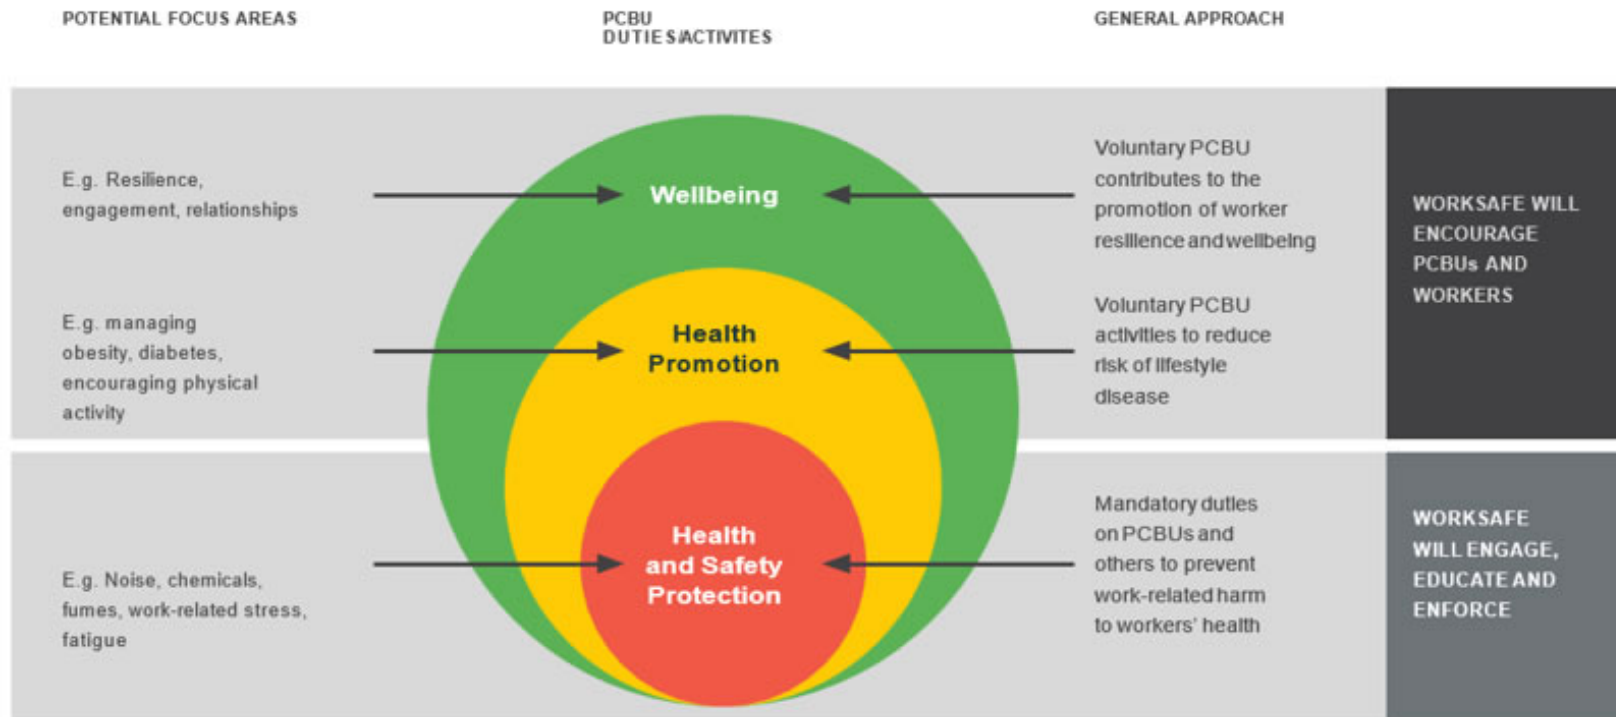 POTENTIAL FOCUS AREAS
PCBU
DUTIES/ACTIVITES
GENERAL APPROACH
E.g. Resilience,
engagement, relationships
Wellbeing
Voluntary PCBU
contributes to the
promotion of worker
resilience and wellbeing
WORKSAFE WILL
ENCOURAGE
PCBUs AND
WORKERS
E.g. managing
obesity, diabetes,
encouraging physical
activity
Health
Promotion
Voluntary PCBU
activities to reduce
risk of lifestyle
disease
E.g. Noise, chemicals,
fumes, work-related stress,
fatigue
Health
and Safety
Protection
Mandatory duties
on PCBUs and
others to prevent
work-related harm
to workers' health
WORKSAFE
WILL ENGAGE,
EDUCATE AND
ENFORCE